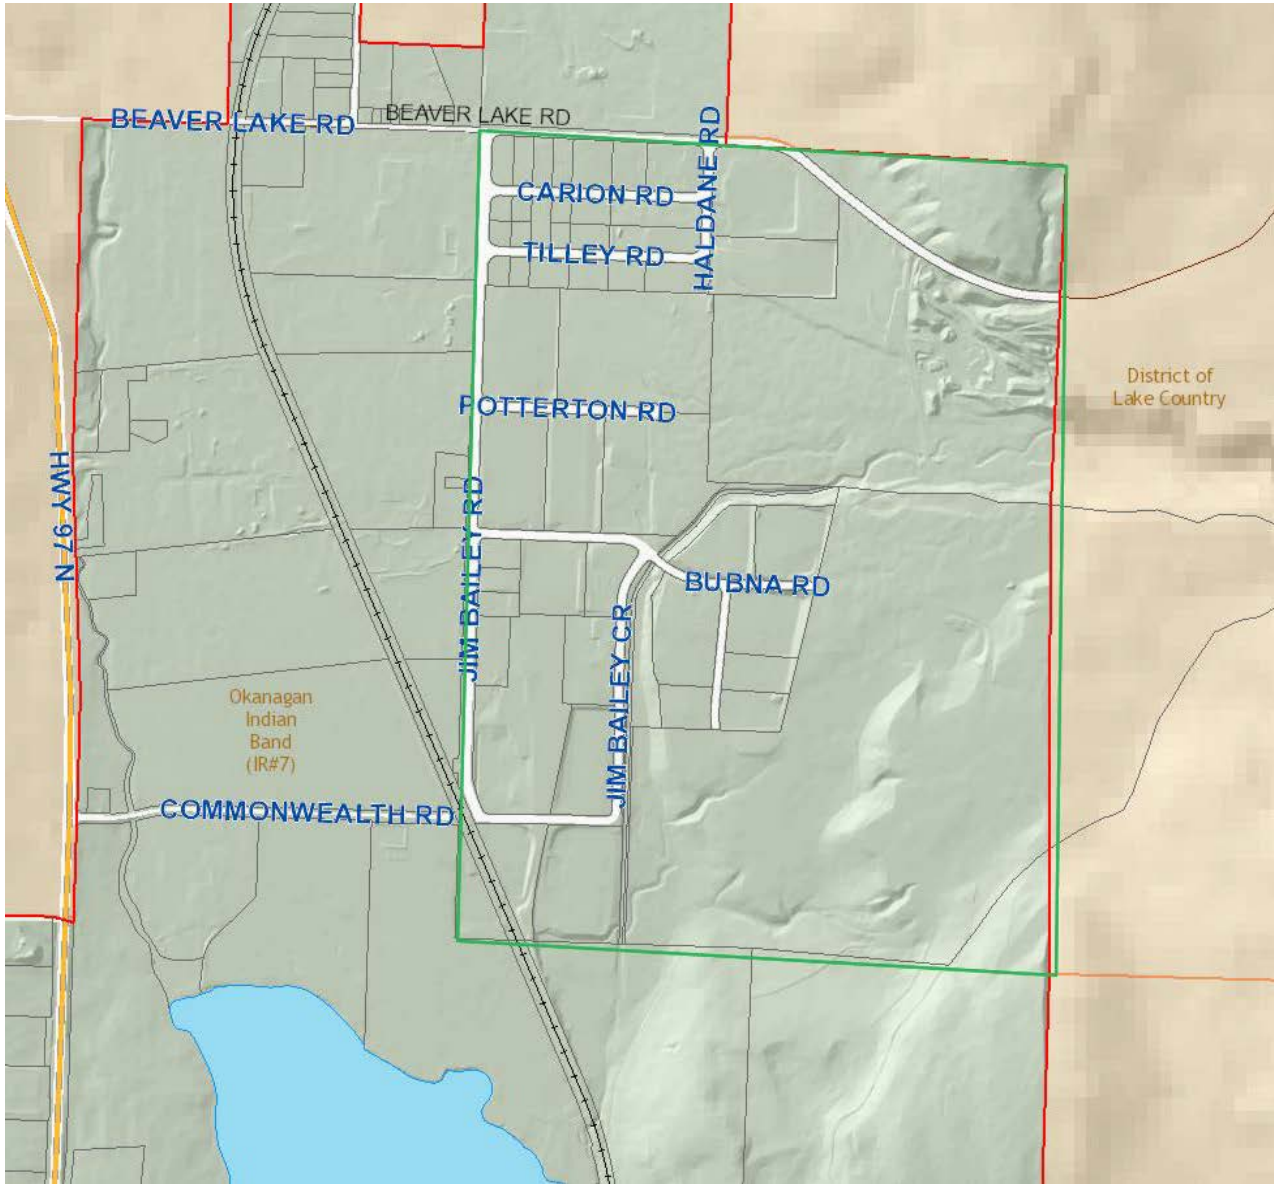 BEAVER LAKE RD
BEAVER LAKE RD
HALDANE RD
CARION RD
TILLEY RD
District of
Lake Country
POTTERTON RD
HWY 97 N
JIM BAILEY RD
BUBNA RD
JIM BAILEY CR
Okanagan
Indian
Band
(IR#7)
COMMONWEALTH RD